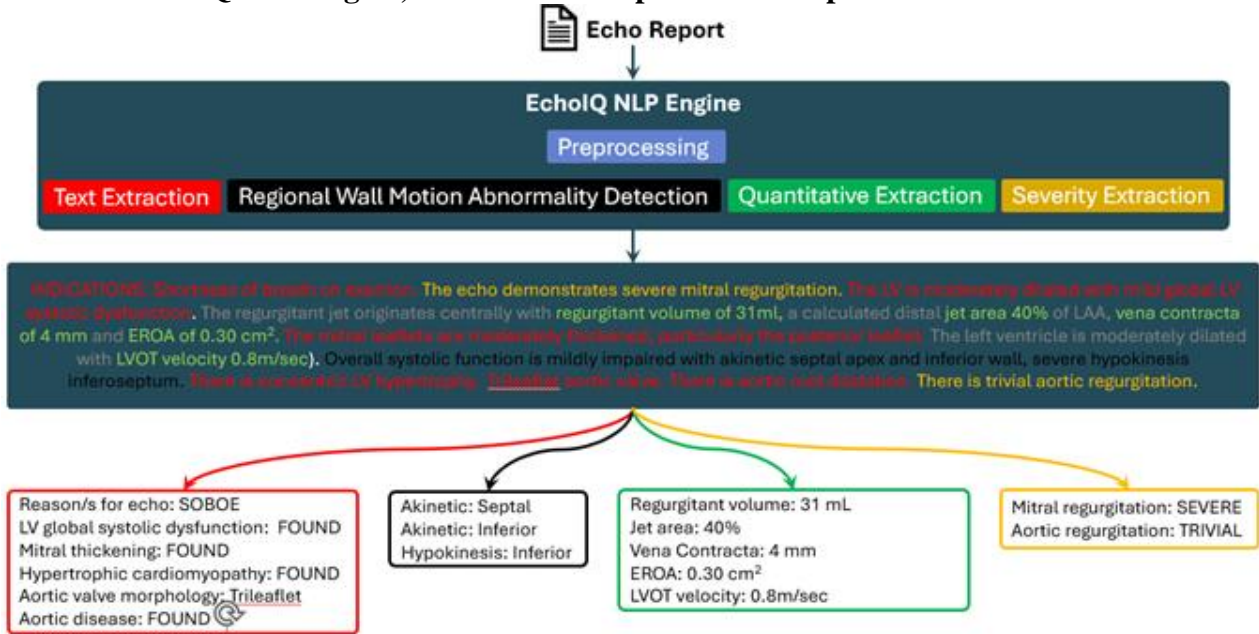 Echo Report
EchoIQ NLP Engine
Preprocessing
Text Extraction Regional Wall Motion Abnormality Detection Quantitative Extraction Severity Extraction
INDICATIONS: Shortness of breath on exertion. The echo demonstrates severe mitral regurgitation. The LV is moderately dilated with mild global LV
systolic dysfunction. The regurgitant jet originates centrally with regurgitant volume of 31ml, a calculated distal jet area 40% of LAA, vena contracta
of 4 mm and EROA of 0.30 cm². The mitral leaflets are moderately thickened, particularly the posterior leaflet. The left ventricle is moderately dilated
with LVOT velocity 0.8m/sec). Overall systolic function is mildly impaired with akinetic septal apex and inferior wall, severe hypokinesis
inferoseptum. There is concentric LV hypertrophy. Trileaflet aortic valve. There is aortic root dilatation. There is trivial aortic regurgitation.
Reason/s for echo: SOBOE
LV global systolic dysfunction: FOUND
Mitral thickening: FOUND
Hypertrophic cardiomyopathy: FOUND
Aortic valve morphology: Trileaflet
Aortic disease: FOUND
Akinetic: Septal
Akinetic: Inferior
Hypokinesis: Inferior
Regurgitant volume: 31 mL
Jet area: 40%
Vena Contracta: 4 mm
EROA: 0.30 cm²
LVOT velocity: 0.8m/sec
Mitral regurgitation: SEVERE
Aortic regurgitation: TRIVIAL